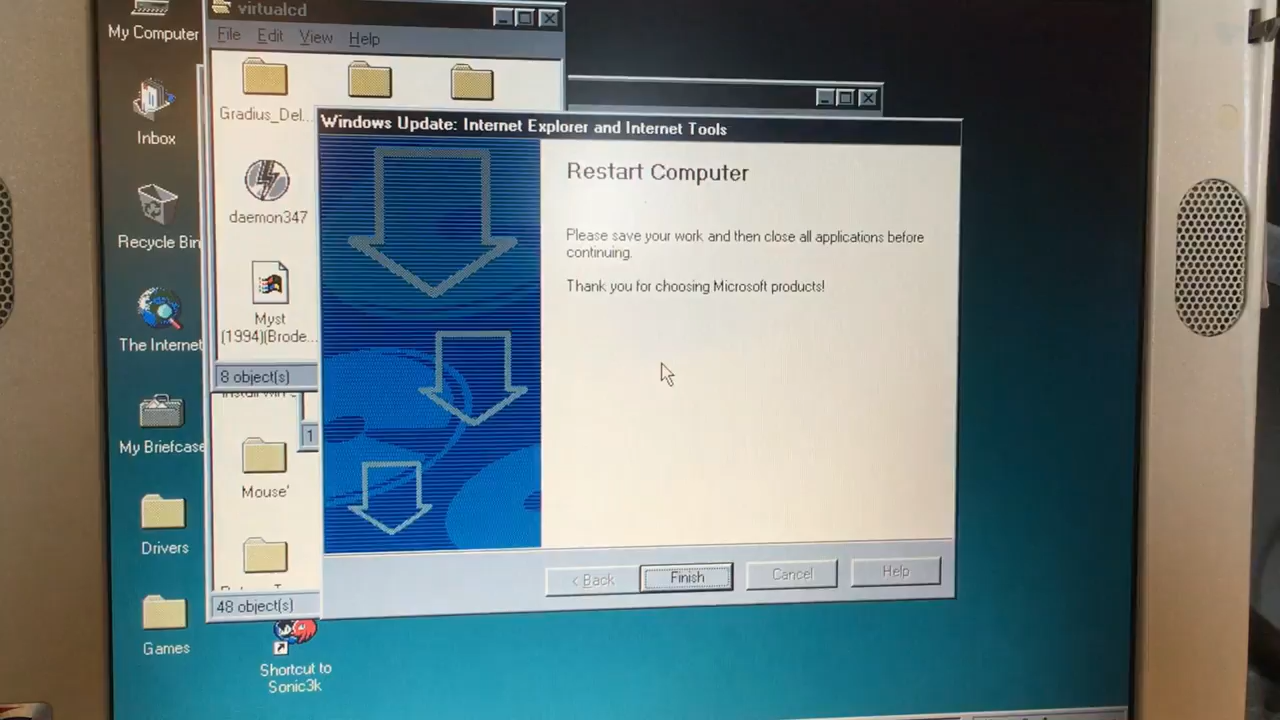 virtualcd
File Edit View Help
My Computer
Inbox
Recycle Bin
The Internet
My Briefcase
Drivers
Games
Gradius_Del...
daemon347
Myst
(1994)(Brode...
8 object(s)
1
Mouse'
48 object(s)
Shortcut to
Sonic3k
Windows Update: Internet Explorer and Internet Tools
Restart Computer
Please save your work and then close all applications before
continuing.
Thank you for choosing Microsoft products!
< Back
Finish
Cancel
Help